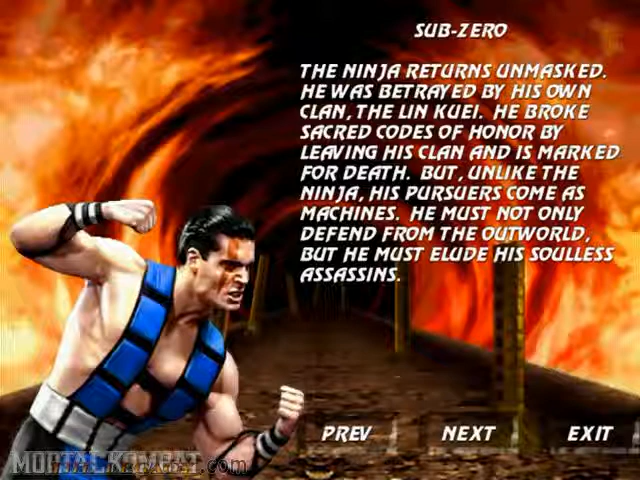 SUB-ZERO
THE NINJA RETURNS UNMASKED.
HE WAS BETRAYED BY HIS OWN
CLAN, THE LIN KUEI. HE BROKE
SACRED CODES OF HONOR BY
LEAVING HIS CLAN AND IS MARKED
FOR DEATH. BUT, UNLIKE THE
NINJA, HIS PURSUERS COME AS
MACHINES. HE MUST NOT ONLY
DEFEND FROM THE OUTWORLD,
BUT HE MUST ELUDE HIS SOULLESS
ASSASSINS.
PREV NEXT EXIT
MORTAL KOMBAT
.com